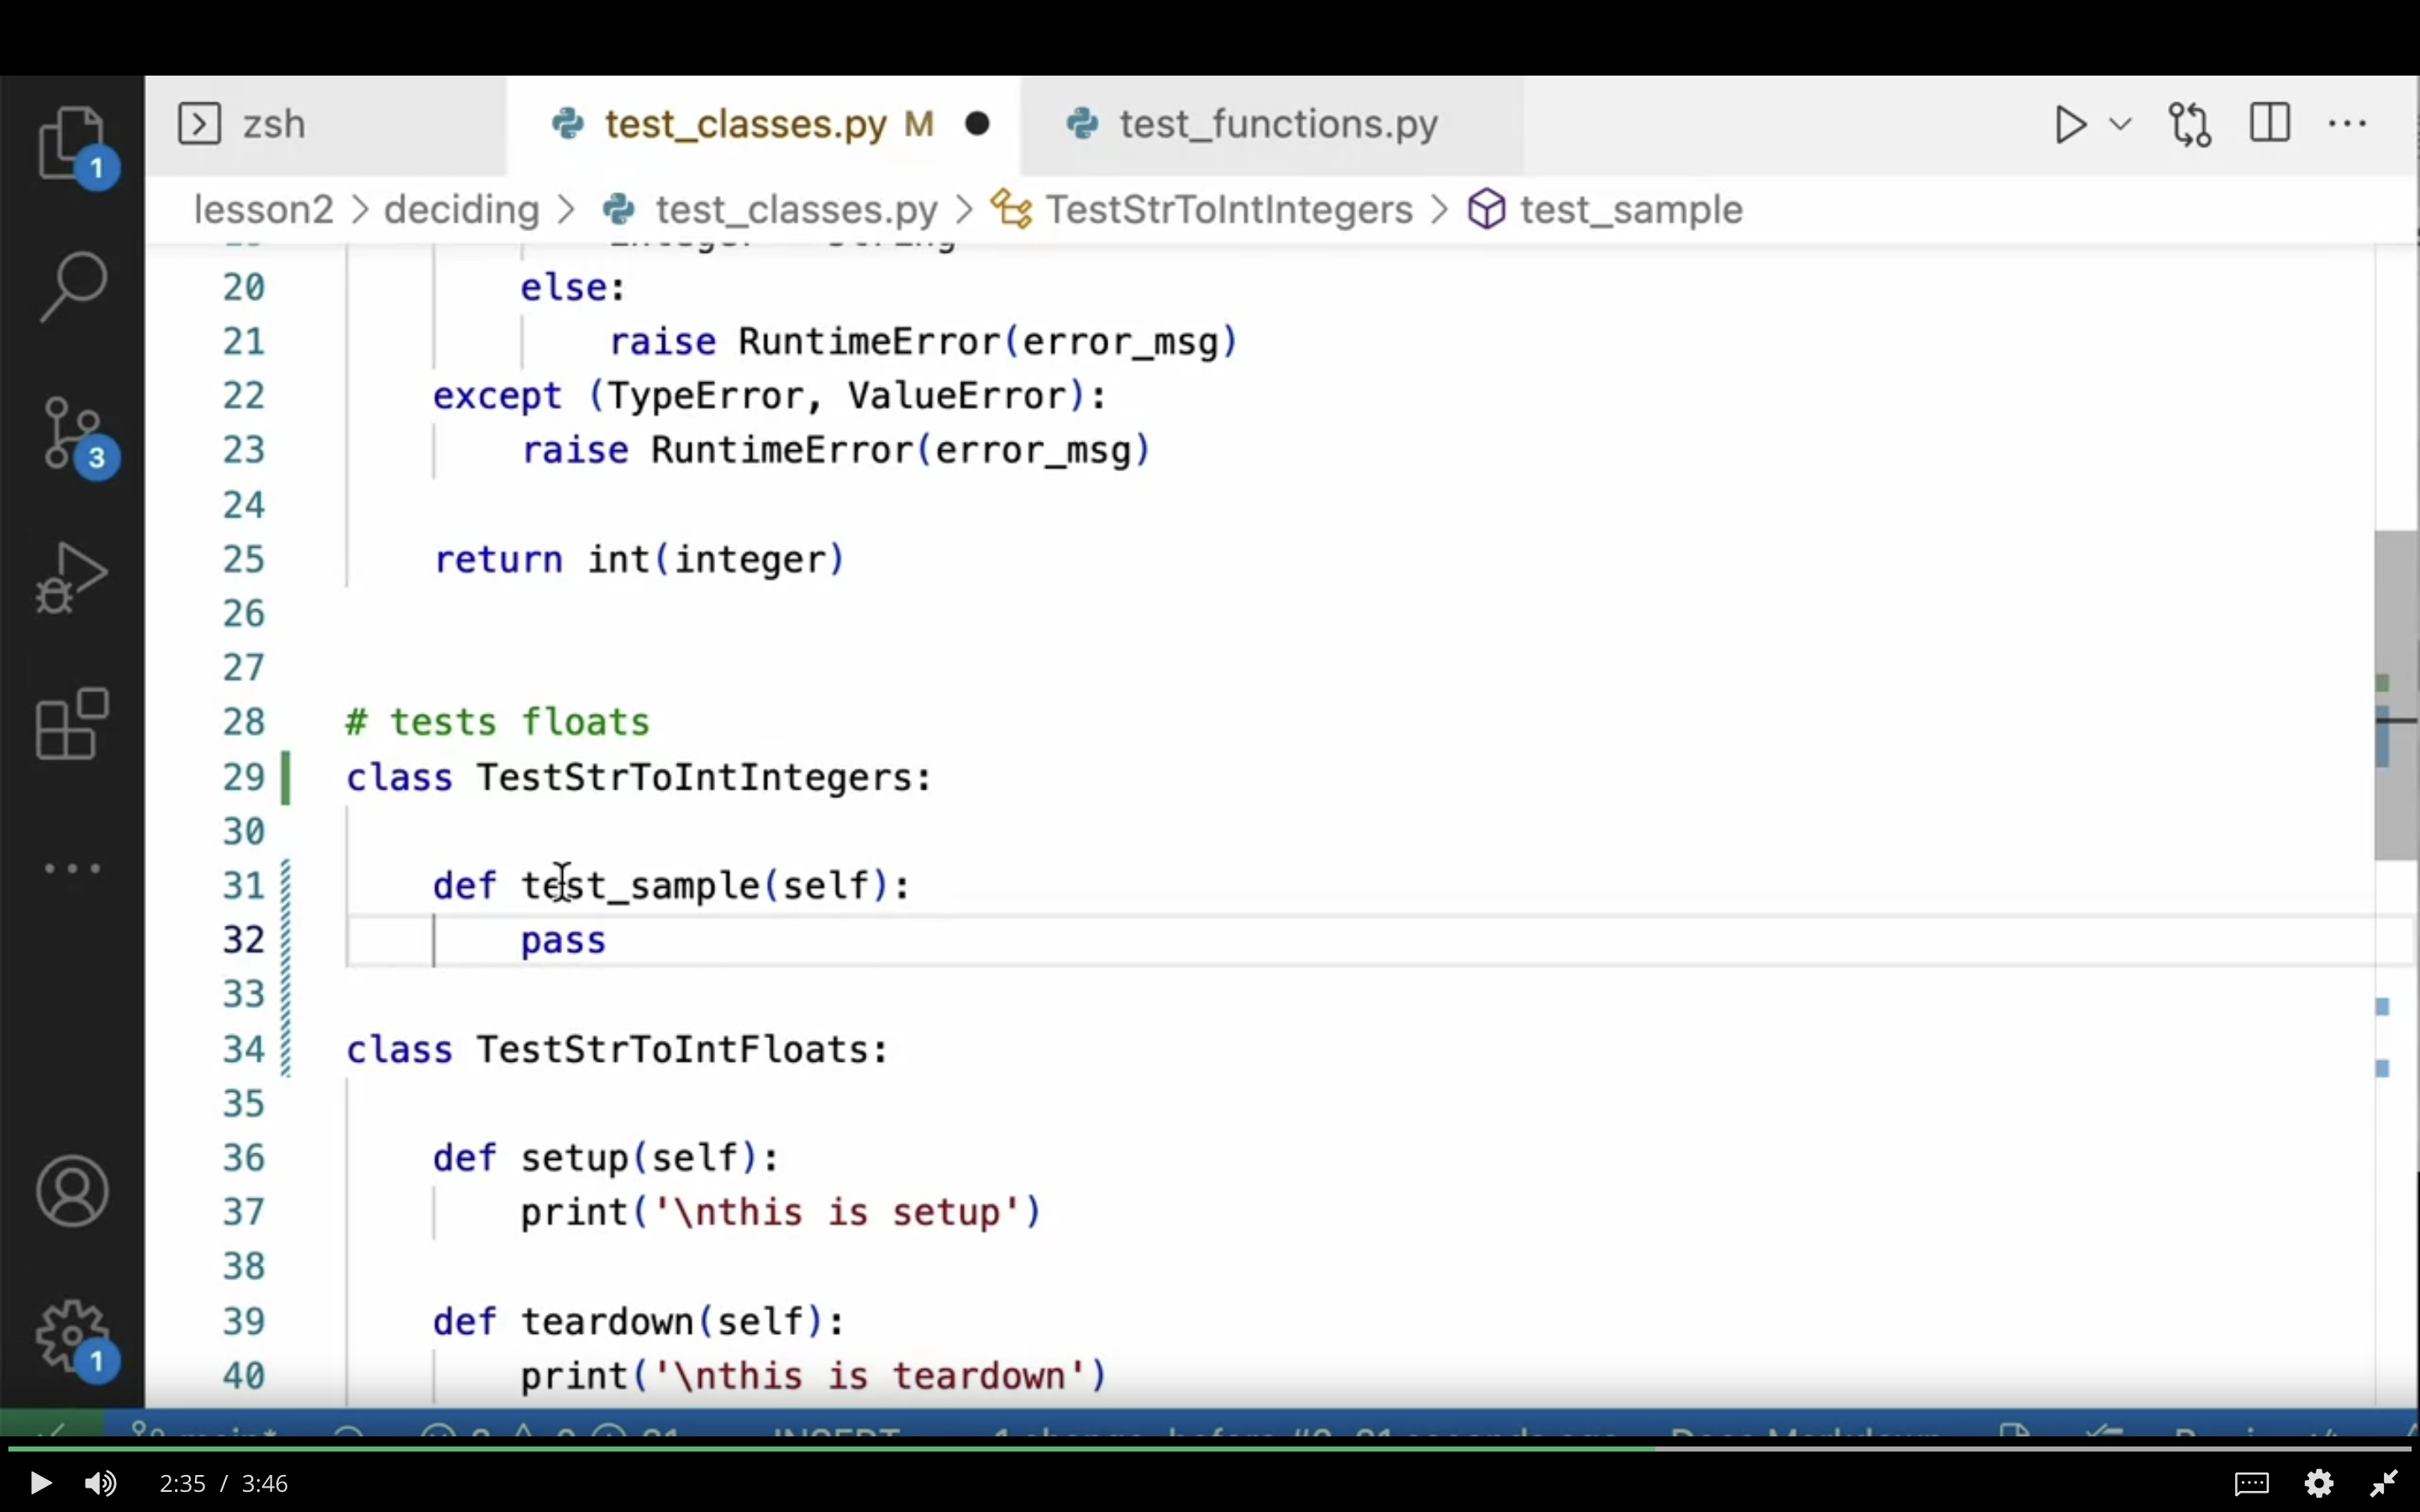 zsh
test_classes.py M
test_functions.py
lesson2 > deciding > test_classes.py > TestStrToIntIntegers > test_sample
1
20 else:
21 raise RuntimeError(error_msg)
22 except (TypeError, ValueError):
23 raise RuntimeError(error_msg)
3
24
25 return int(integer)
26
27
28 # tests floats
29 class TestStrToIntIntegers:
30
31 def test_sample(self):
32 pass
33
34 class TestStrToIntFloats:
35
36 def setup(self):
37 print('\nthis is setup')
38
39 def teardown(self):
40 print('\nthis is teardown')
1
2:35 / 3:46